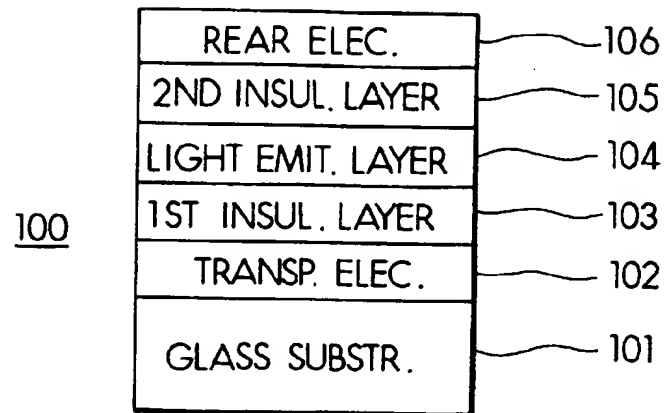 REAR ELEC. 106
2ND INSUL. LAYER 105
LIGHT EMIT. LAYER 104
1ST INSUL. LAYER 103
100
TRANSP. ELEC. 102
GLASS SUBSTR. 101